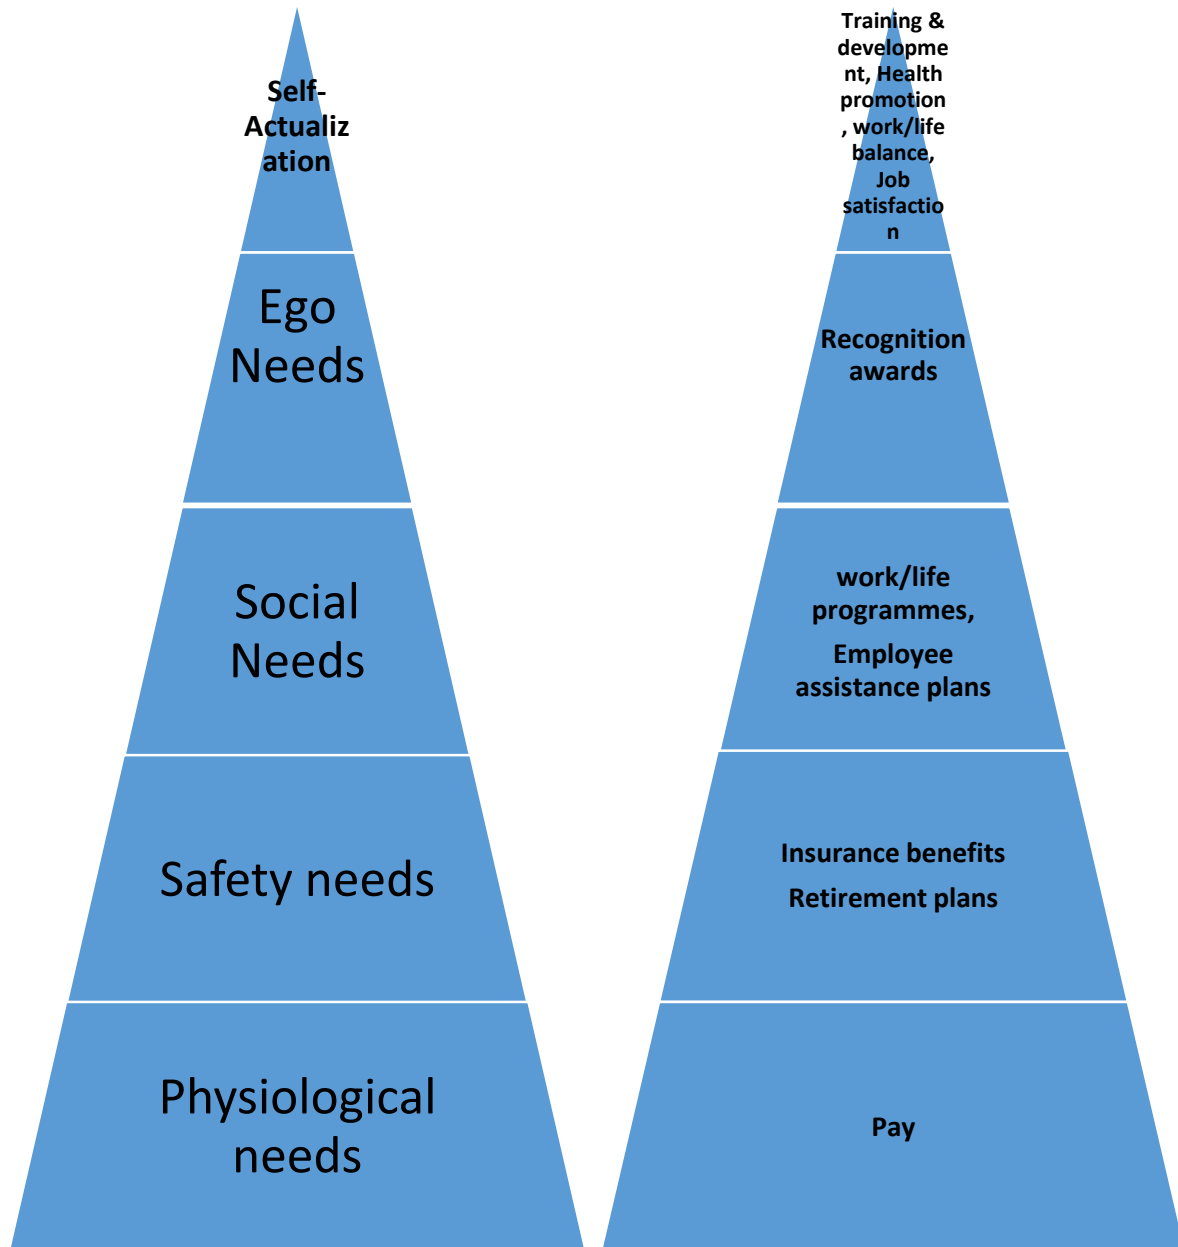 Self-
Actualiz
ation
Ego
Needs
Social
Needs
Safety needs
Physiological
needs
Training &
developme
nt, Health
promotion
, work/life
balance,
Job
satisfactio
n
Recognition
awards
work/life
programmes,
Employee
assistance plans
Insurance benefits
Retirement plans
Pay